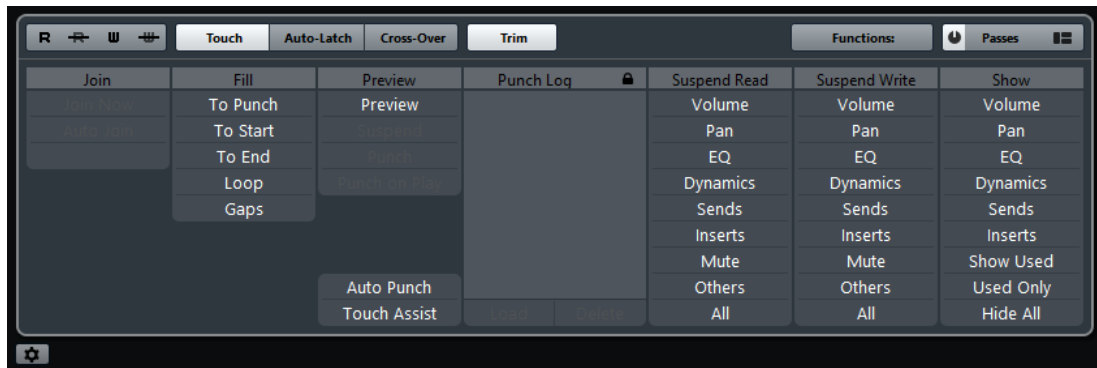 R R W W Touch Auto-Latch Cross-Over Trim Functions: Passes
Join Fill Preview Punch Log Suspend Read Suspend Write Show
Join Now To Punch Preview Volume Volume Volume
Auto Join To Start Suspend Pan Pan Pan
To End Punch EQ EQ EQ
Loop Punch on Play Dynamics Dynamics Dynamics
Gaps Sends Sends Sends
Inserts Inserts Inserts
Mute Mute Show Used
Auto Punch Others Others Used Only
Touch Assist Load Delete All All Hide All